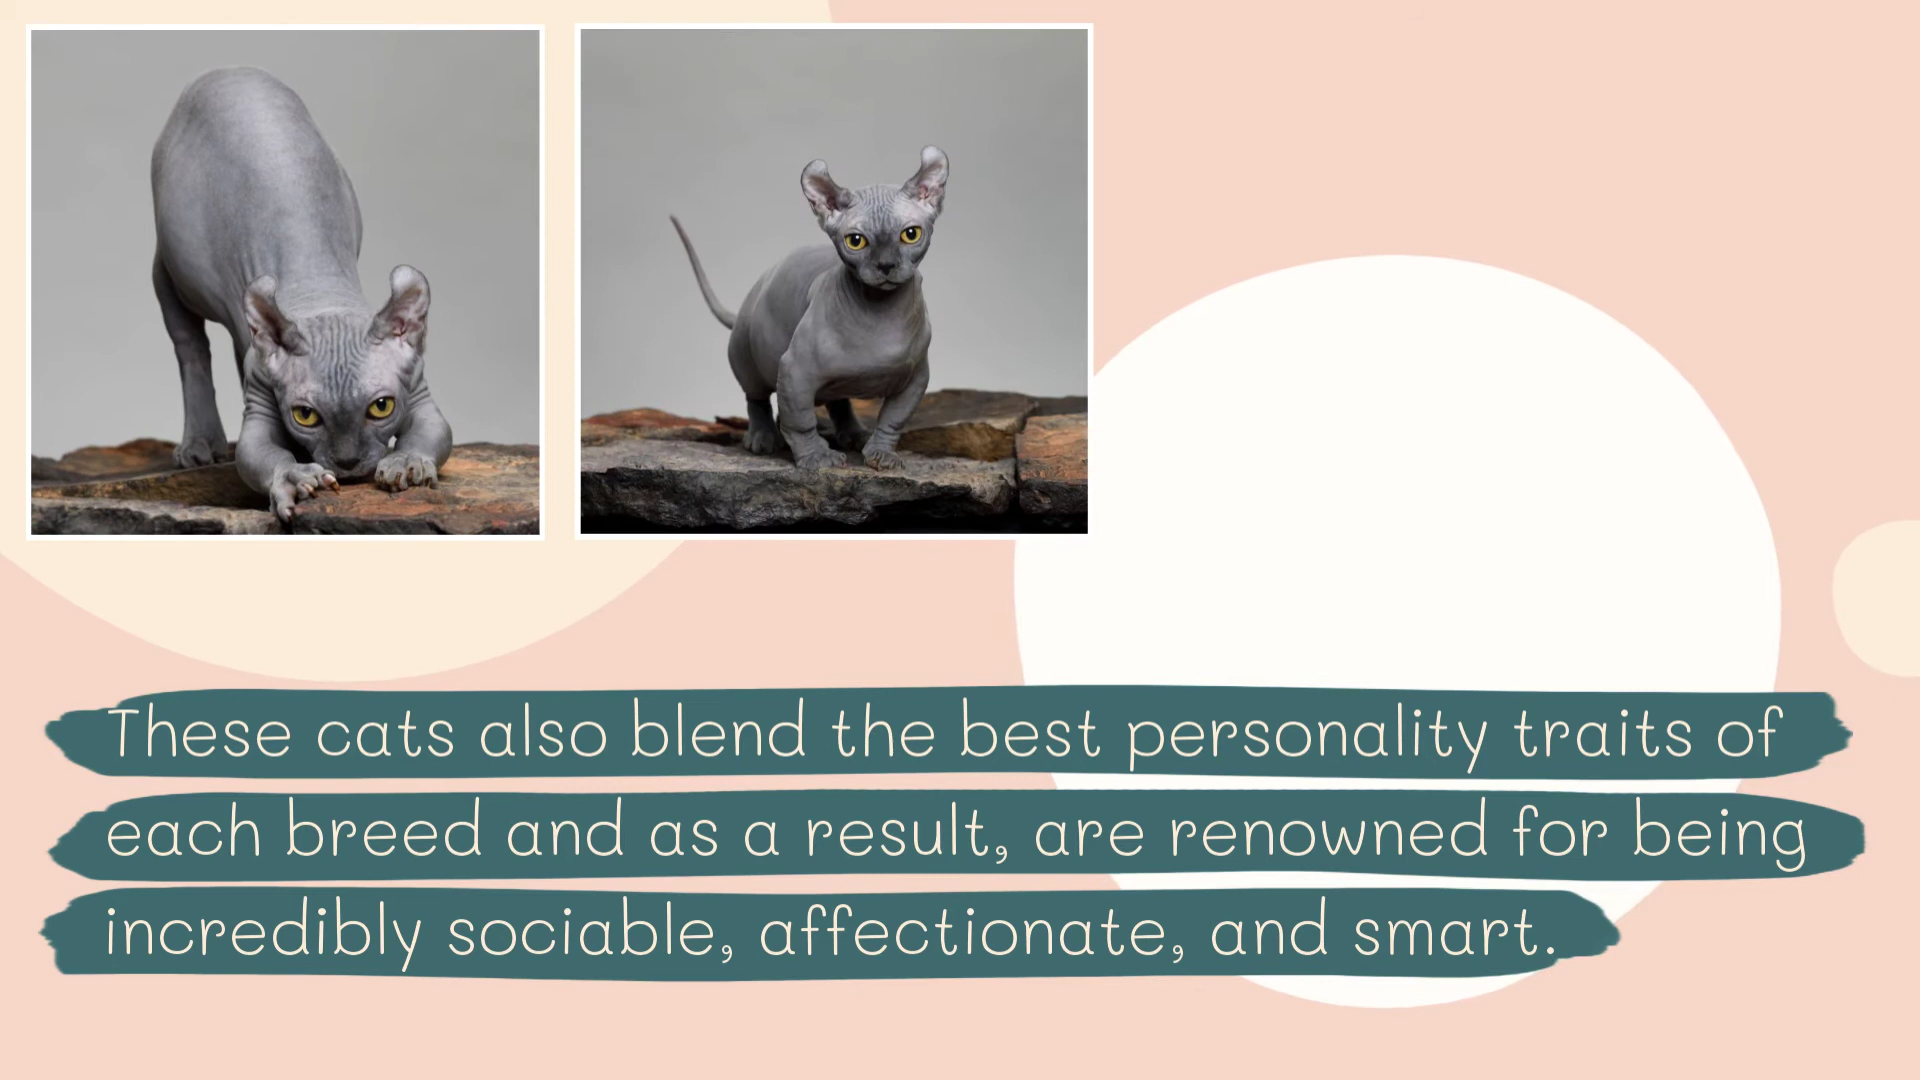 These cats also blend the best personality traits of
each breed and as a result, are renowned for being
incredibly sociable, affectionate, and smart.